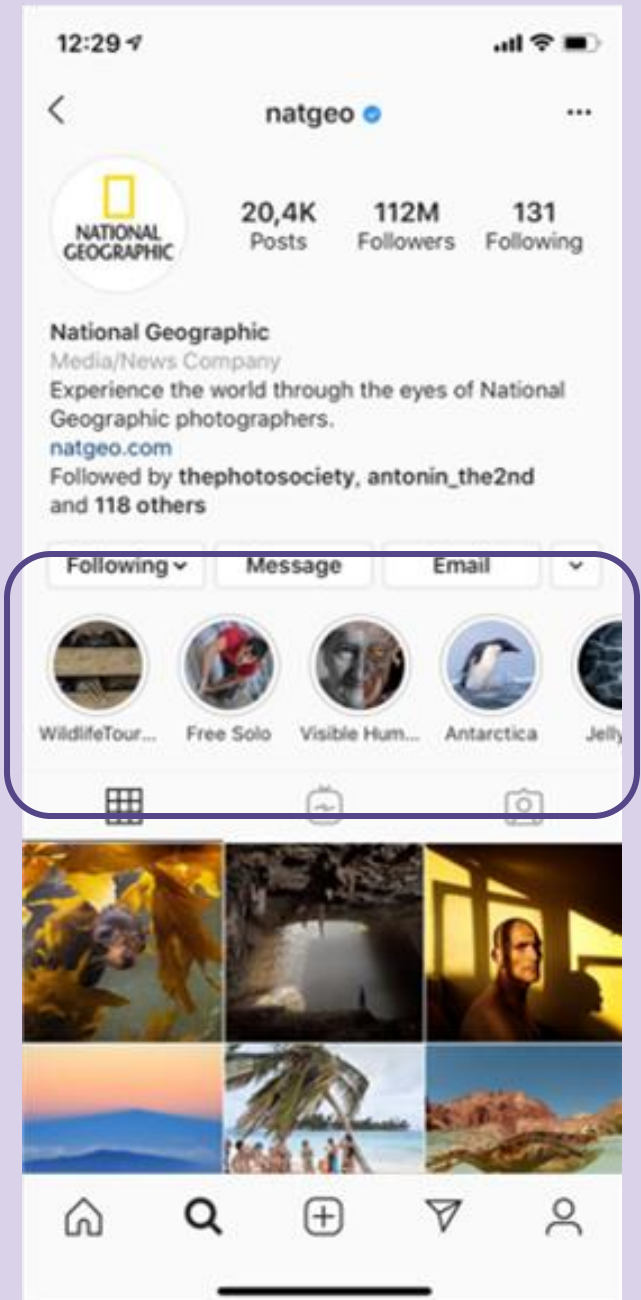 12:29
natgeo
NATIONAL
GEOGRAPHIC
20,4K 112M 131
Posts Followers Following
National Geographic
Media/News Company
Experience the world through the eyes of National
Geographic photographers.
natgeo.com
Followed by thephotosociety, antonin_the2nd
and 118 others
Following Message Email
WildlifeTour... Free Solo Visible Hum... Antarctica Jelly